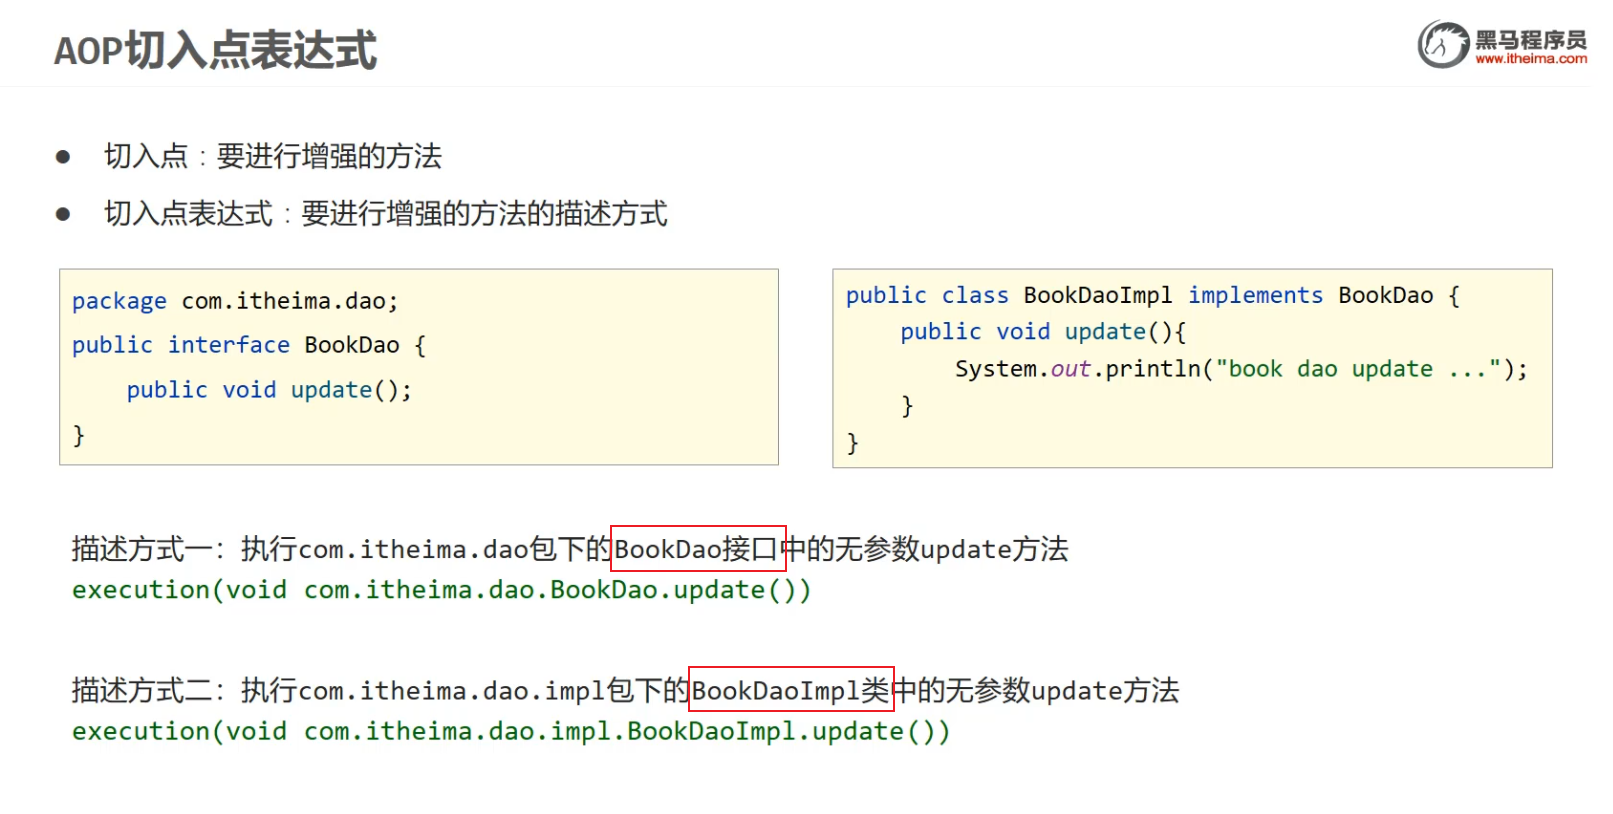 AOP切入点表达式
黑马程序员
www.itheima.com
● 切入点：要进行增强的方法
● 切入点表达式：要进行增强的方法的描述方式
package com.itheima.dao;
public interface BookDao {
    public void update();
}
public class BookDaoImpl implements BookDao {
    public void update(){
        System.out.println("book dao update ...");
    }
}
描述方式一：执行com.itheima.dao包下的BookDao接口中的无参数update方法
execution(void com.itheima.dao.BookDao.update())
描述方式二：执行com.itheima.dao.impl包下的BookDaoImpl类中的无参数update方法
execution(void com.itheima.dao.impl.BookDaoImpl.update())